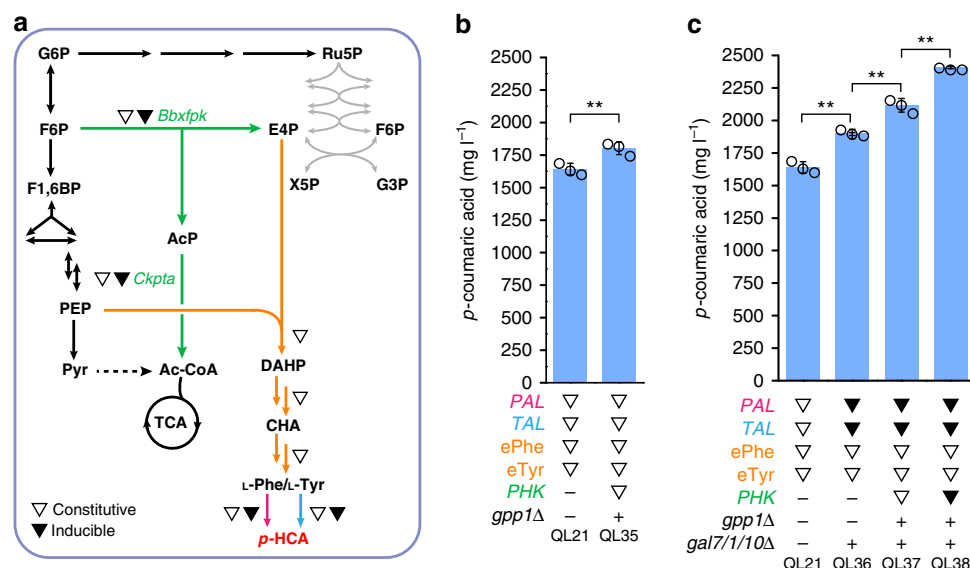 a
G6P Ru5P
F6P Bbxfpk E4P F6P
F1,6BP X5P G3P
AcP
Ckpta
PEP
DAHP
Pyr Ac-CoA
TCA CHA
L-Phe/L-Tyr
▽ Constitutive
▼ Inducible
p-HCA
b
p-coumaric acid (mg l⁻¹)
2500
2250
2000
1750
1500
1250
1000
750
500
250
0
**
PAL ▽ ▽
TAL ▽ ▽
ePhe ▽ ▽
eTyr ▽ ▽
PHK – ▽
gpp1Δ – +
QL21 QL35
c
p-coumaric acid (mg l⁻¹)
2500
2250
2000
1750
1500
1250
1000
750
500
250
0
**
**
**
PAL ▽ ▼ ▼ ▼
TAL ▽ ▼ ▼ ▼
ePhe ▽ ▽ ▽ ▽
eTyr ▽ ▽ ▽ ▽
PHK – – ▽ ▼
gpp1Δ – – + +
gal7/1/10Δ – + + +
QL21 QL36 QL37 QL38